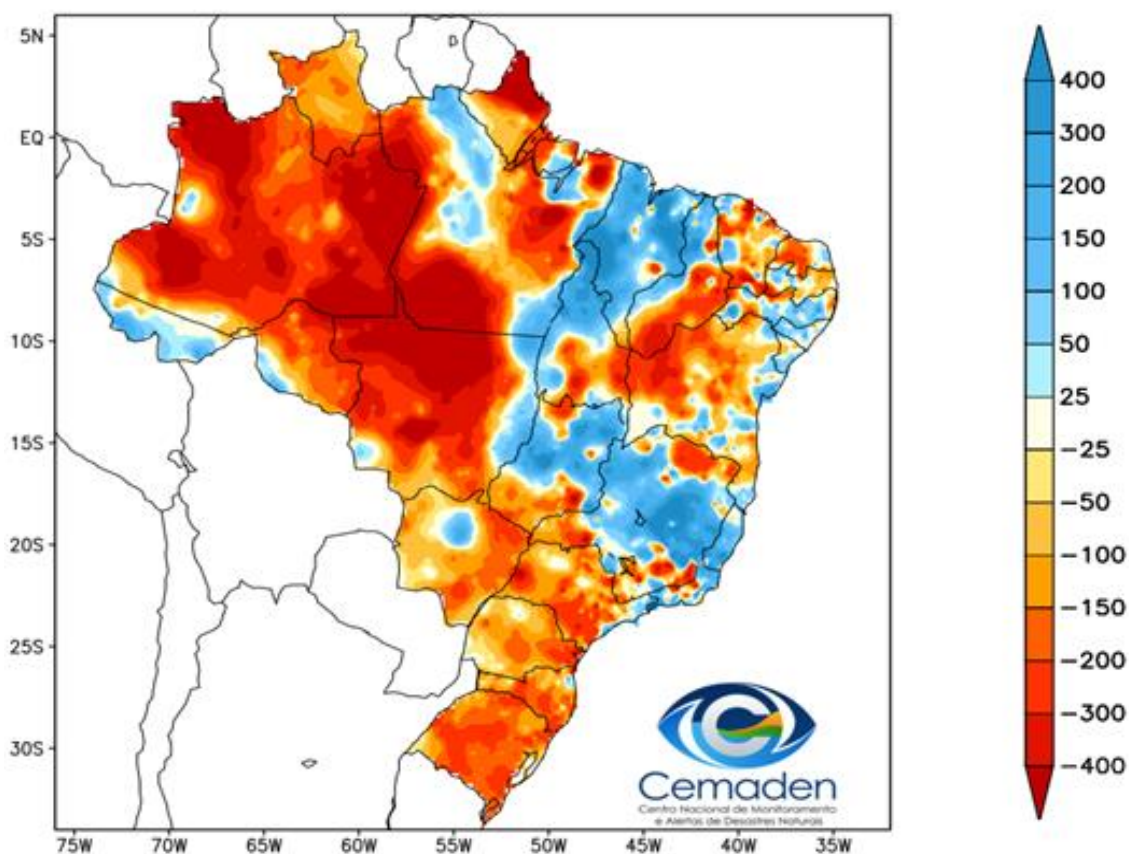 5N
EQ
5S
10S
15S
20S
25S
30S
75W 70W 65W 60W 55W 50W 45W 40W 35W
400
300
200
150
100
50
25
−25
−50
−100
−150
−200
−300
−400
Cemaden
Centro Nacional de Monitoramento
e Alertas de Desastres Naturais